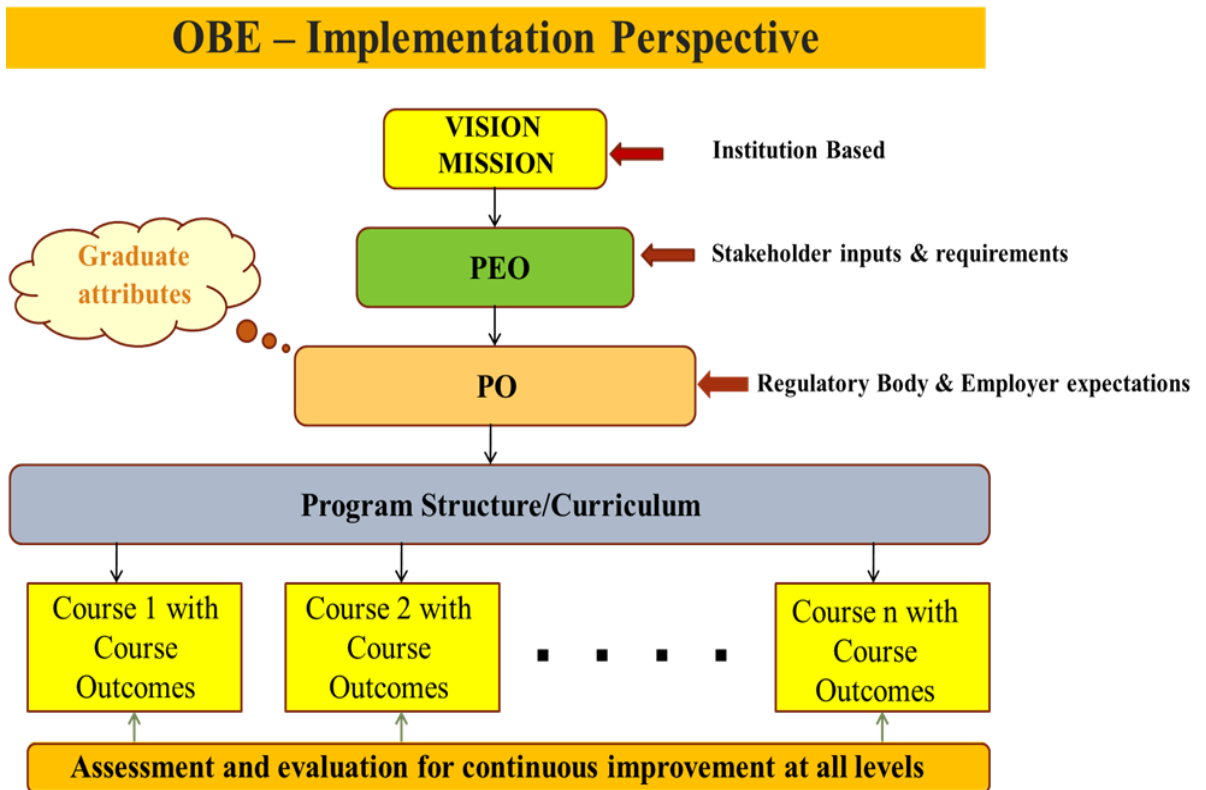 OBE – Implementation Perspective
VISION
MISSION
Institution Based
Graduate
attributes
PEO
Stakeholder inputs & requirements
PO
Regulatory Body & Employer expectations
Program Structure/Curriculum
Course 1 with
Course
Outcomes
Course 2 with
Course
Outcomes
Course n with
Course
Outcomes
Assessment and evaluation for continuous improvement at all levels